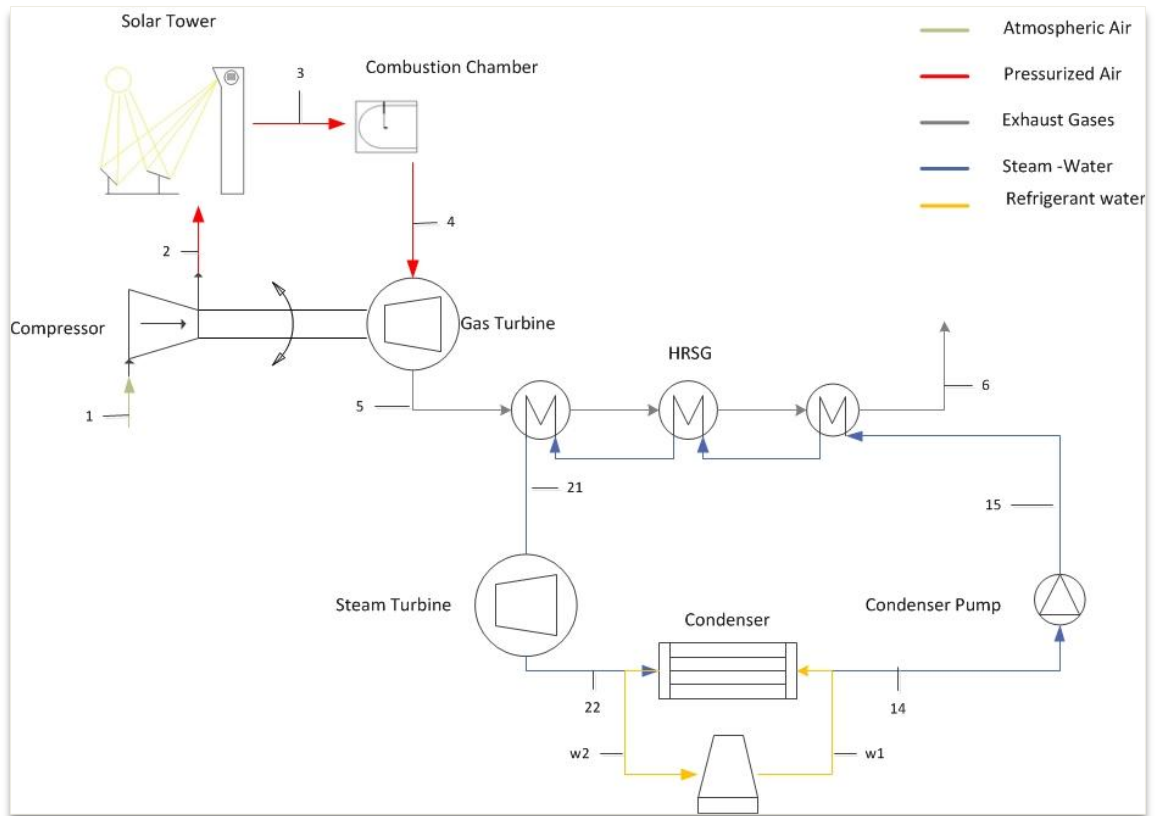 Solar Tower
Atmospheric Air
3
Combustion Chamber
Pressurized Air
Exhaust Gases
Steam -Water
Refrigerant water
4
2
Compressor
Gas Turbine
HRSG
1
5
6
21
15
Steam Turbine
Condenser Pump
Condenser
22
14
w2
w1